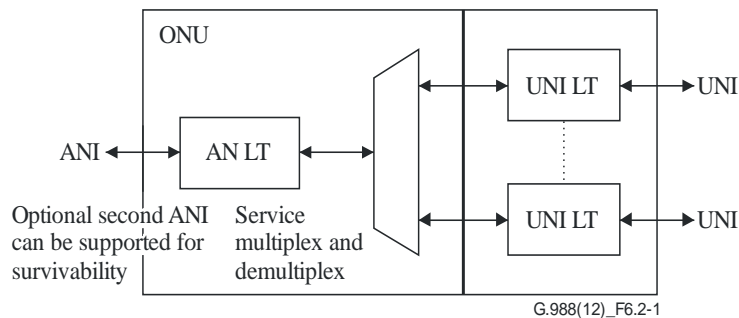 ONU
UNI LT
UNI
ANI
AN LT
Optional second ANI
can be supported for
survivability
Service
multiplex and
demultiplex
UNI LT
UNI
G.988(12)_F6.2-1